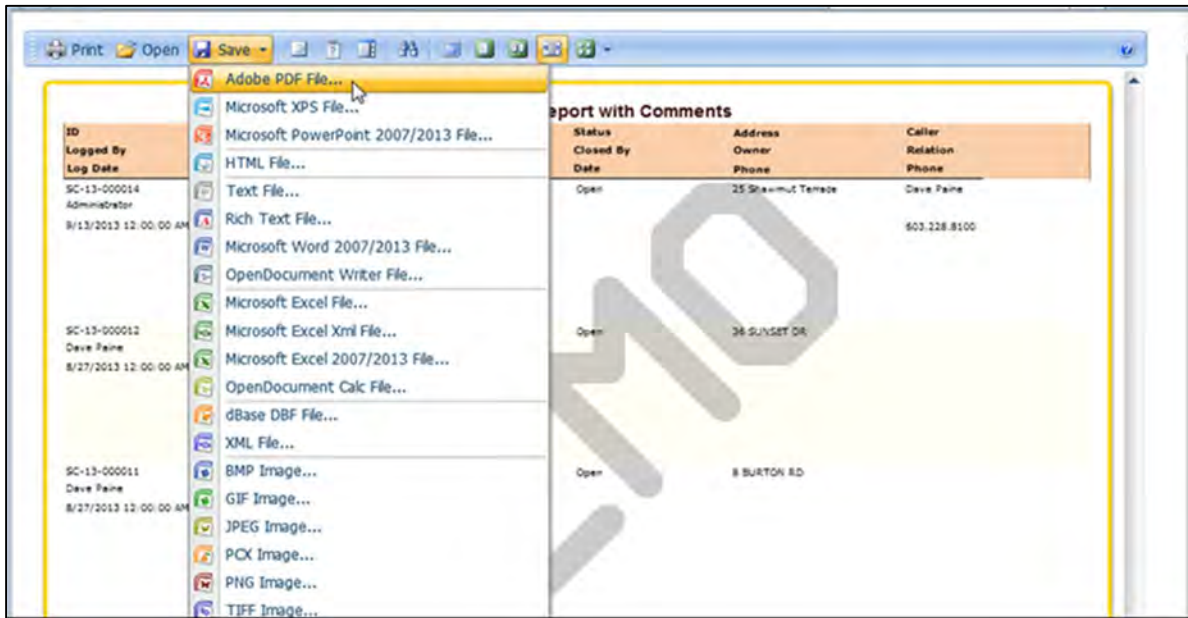 Print Open Save
Adobe PDF File...
Microsoft XPS File...
Microsoft PowerPoint 2007/2013 File...
HTML File...
Text File...
Rich Text File...
Microsoft Word 2007/2013 File...
OpenDocument Writer File...
Microsoft Excel File...
Microsoft Excel Xml File...
Microsoft Excel 2007/2013 File...
OpenDocument Calc File...
dBase DBF File...
XML File...
BMP Image...
GIF Image...
JPEG Image...
PCX Image...
PNG Image...
TIFF Image...
eport with Comments
ID Status Address Caller
Logged By Closed By Owner Relation
Log Date Date Phone Phone
SC-13-000014 Open 25 Shawmut Terrace Dave Paine
Administrator
9/13/2013 12:00:00 AM 603.228.8100
SC-13-000012 Open 36 SUNSET DR
Dave Paine
8/27/2013 12:00:00 AM
SC-13-000011 Open 8 BURTON RD
Dave Paine
8/27/2013 12:00:00 AM
MO